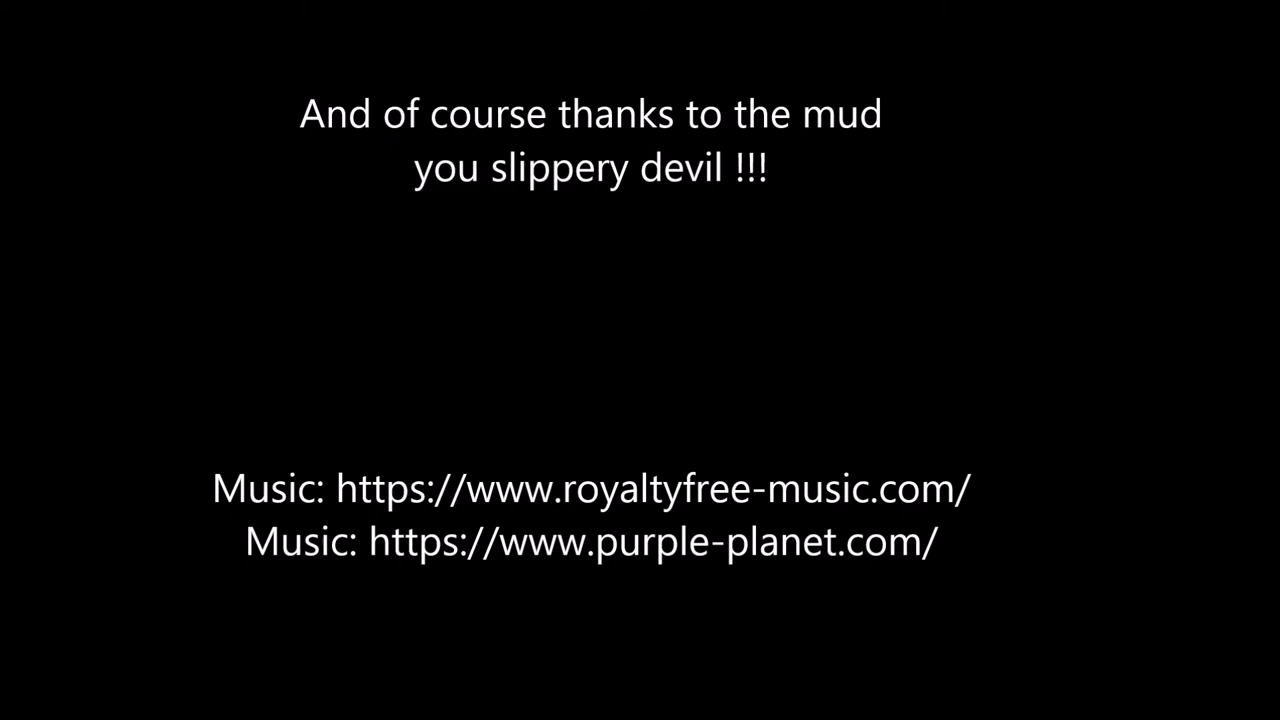 And of course thanks to the mud
you slippery devil !!!
Music: https://www.royaltyfree-music.com/
Music: https://www.purple-planet.com/